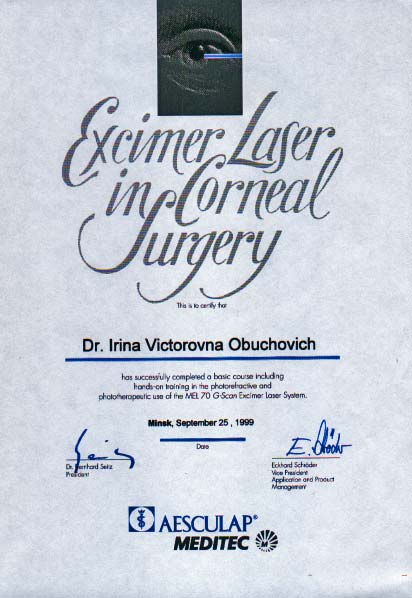 Excimer Laser
in Corneal
Surgery
This is to certify that
Dr. Irina Victorovna Obuchovich
has successfully completed a basic course including
hands-on training in the photorefractive and
phototherapeutic use of the MEL 70 G-Scan Excimer Laser System.
Minsk, September 25, 1999
Date
Dr. Bernhard Seitz
President
E. Schröder
Eckhard Schröder
Vice President
Application and Product
Management
AESCULAP®
MEDITEC